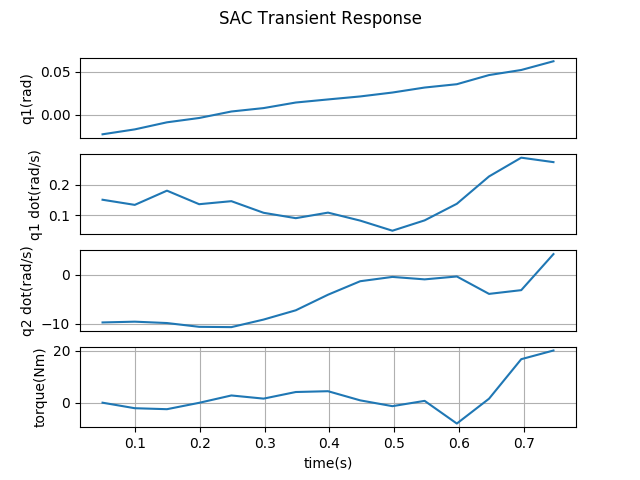 SAC Transient Response
0.05
0.00
q1(rad)
0.2
0.1
q1 dot(rad/s)
0
−10
q2 dot(rad/s)
20
0
torque(Nm)
0.1 0.2 0.3 0.4 0.5 0.6 0.7
time(s)